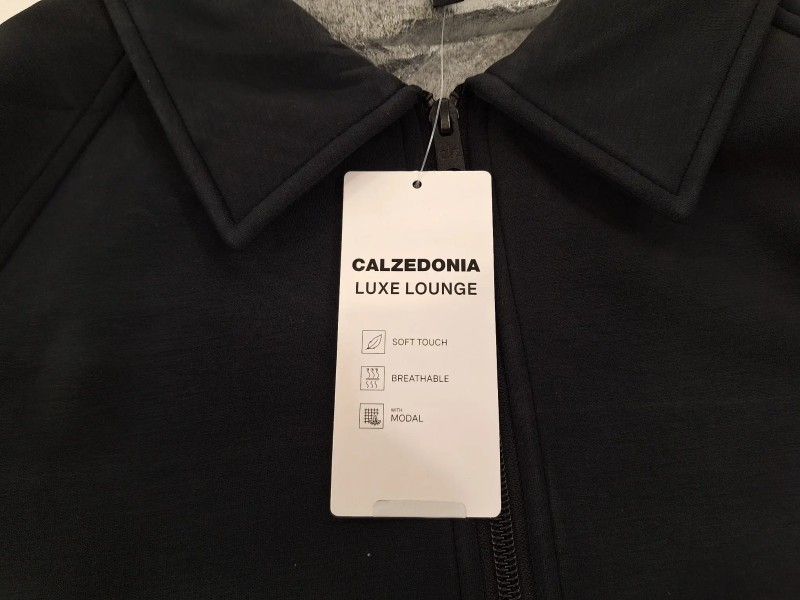 CALZEDONIA
LUXE LOUNGE
SOFT TOUCH
BREATHABLE
WITH
MODAL